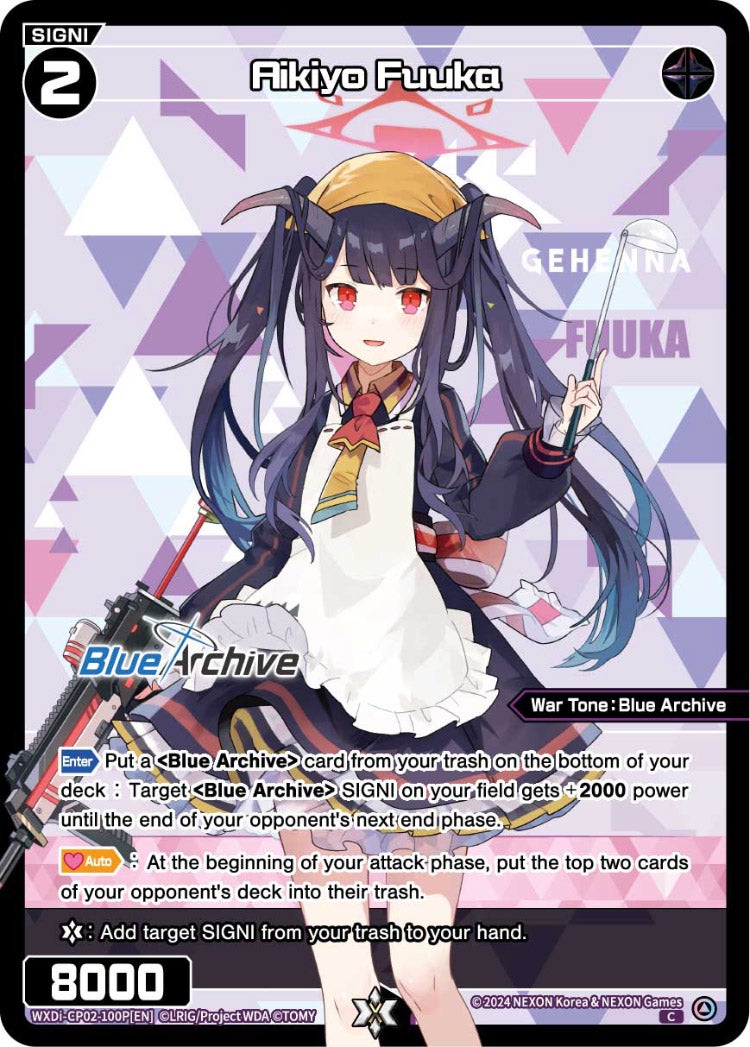 SIGNI
2
Aikiyo Fuuka
GEHENNA
FUUKA
Blue Archive
War Tone:Blue Archive
Enter Put a <Blue Archive> card from your trash on the bottom of your
deck : Target <Blue Archive> SIGNI on your field gets +2000 power
until the end of your opponent's next end phase.
Auto : At the beginning of your attack phase, put the top two cards
of your opponent's deck into their trash.
: Add target SIGNI from your trash to your hand.
8000
WXDi-CP02-100P[EN] ©LRIG/Project WDA ©TOMY
©2024 NEXON Korea & NEXON Games
C